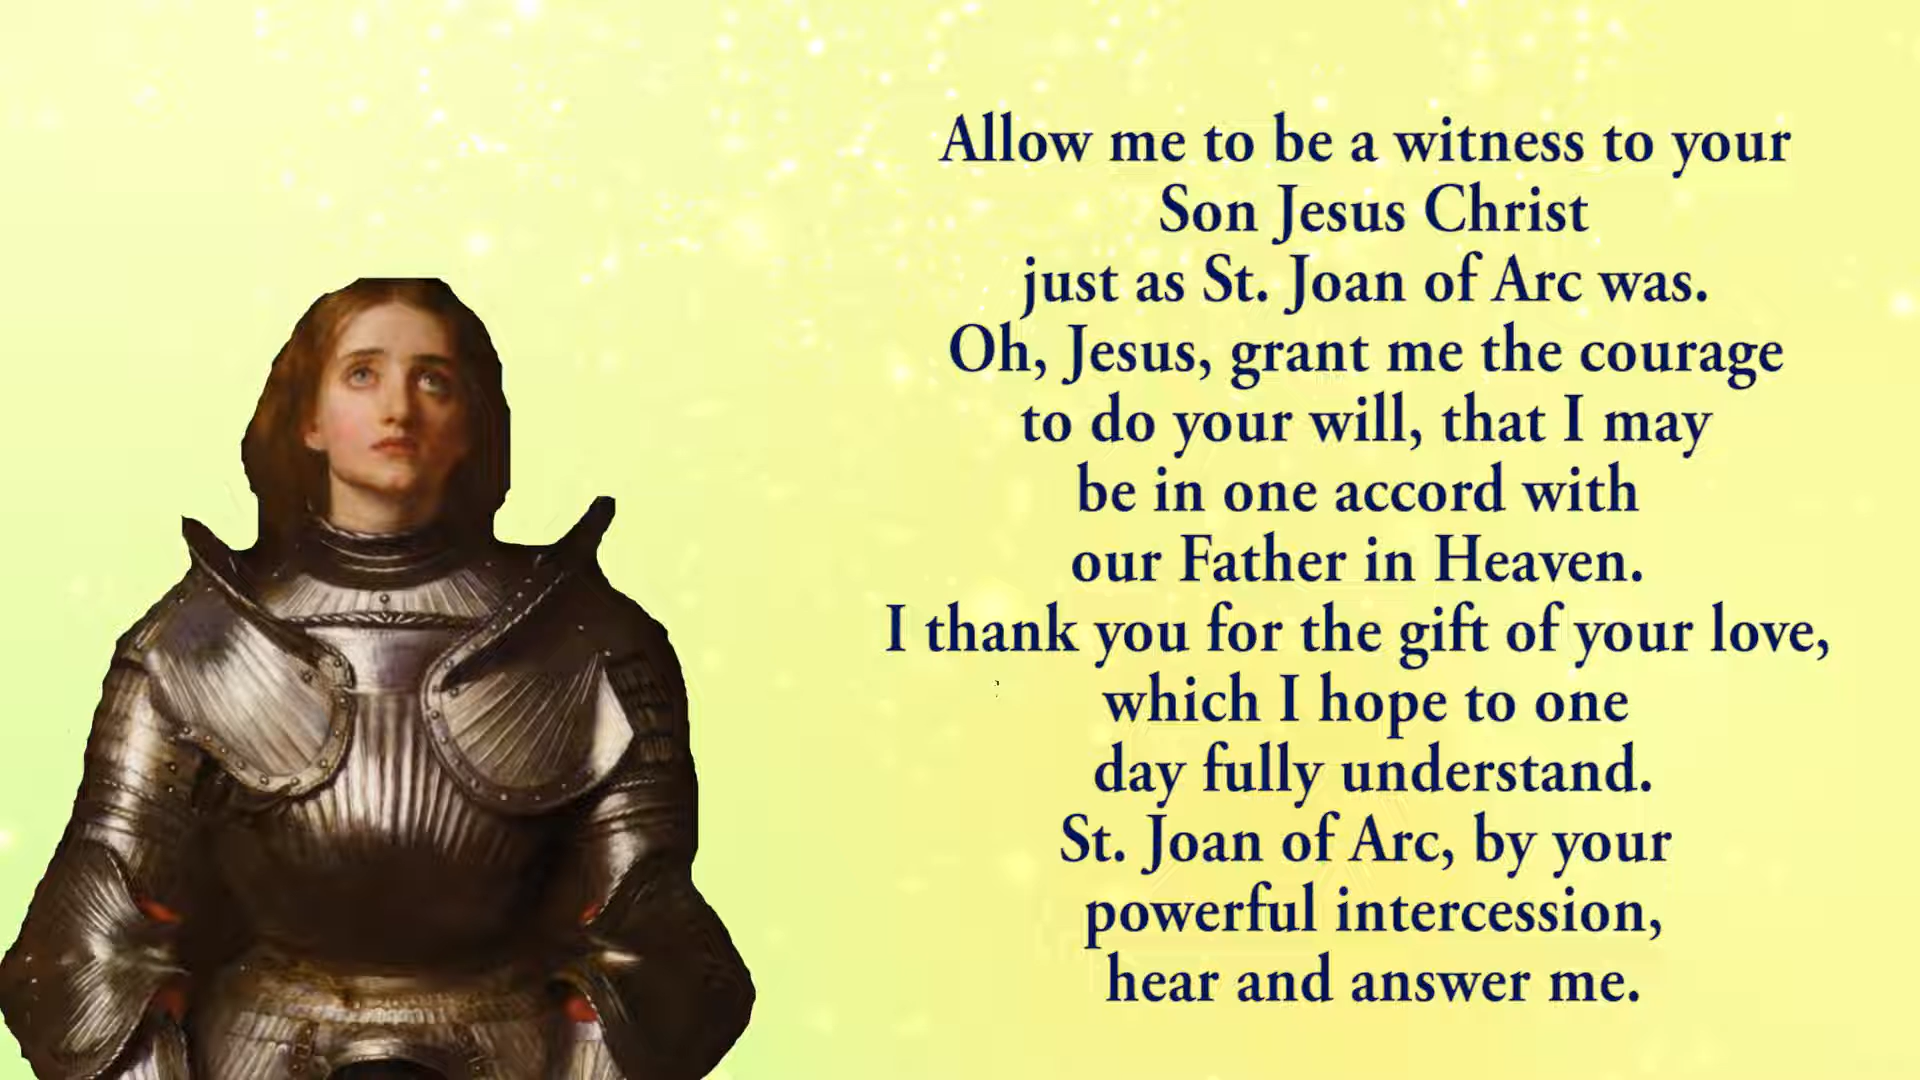 Allow me to be a witness to your
Son Jesus Christ
just as St. Joan of Arc was.
Oh, Jesus, grant me the courage
to do your will, that I may
be in one accord with
our Father in Heaven.
I thank you for the gift of your love,
which I hope to one
day fully understand.
St. Joan of Arc, by your
powerful intercession,
hear and answer me.